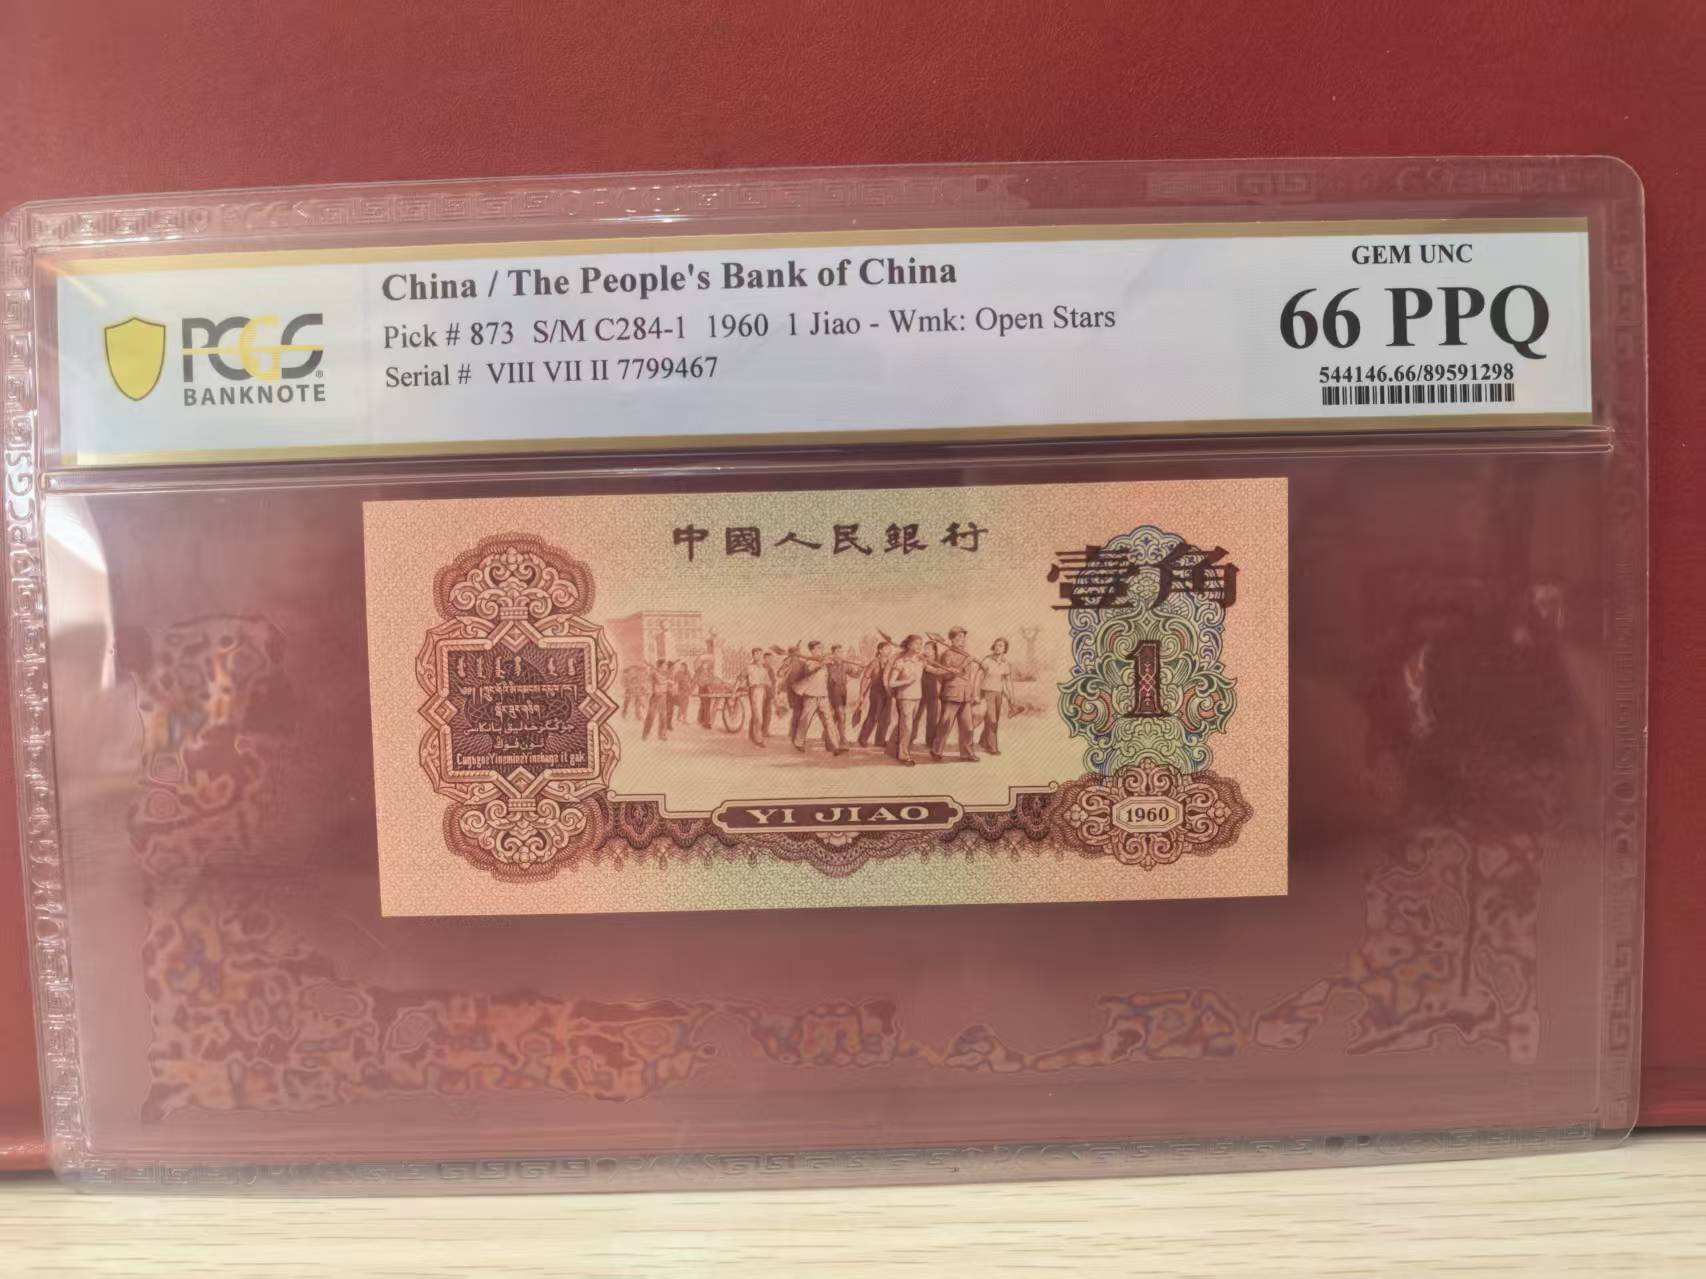 China / The People's Bank of China
Pick # 873 S/M C284-1 1960 1 Jiao - Wmk: Open Stars
Serial # VIII VII II 7799467
PCGS
BANKNOTE
GEM UNC
66 PPQ
544146.66/89591298
中國人民銀行
壹角
1
YI JIAO
1960